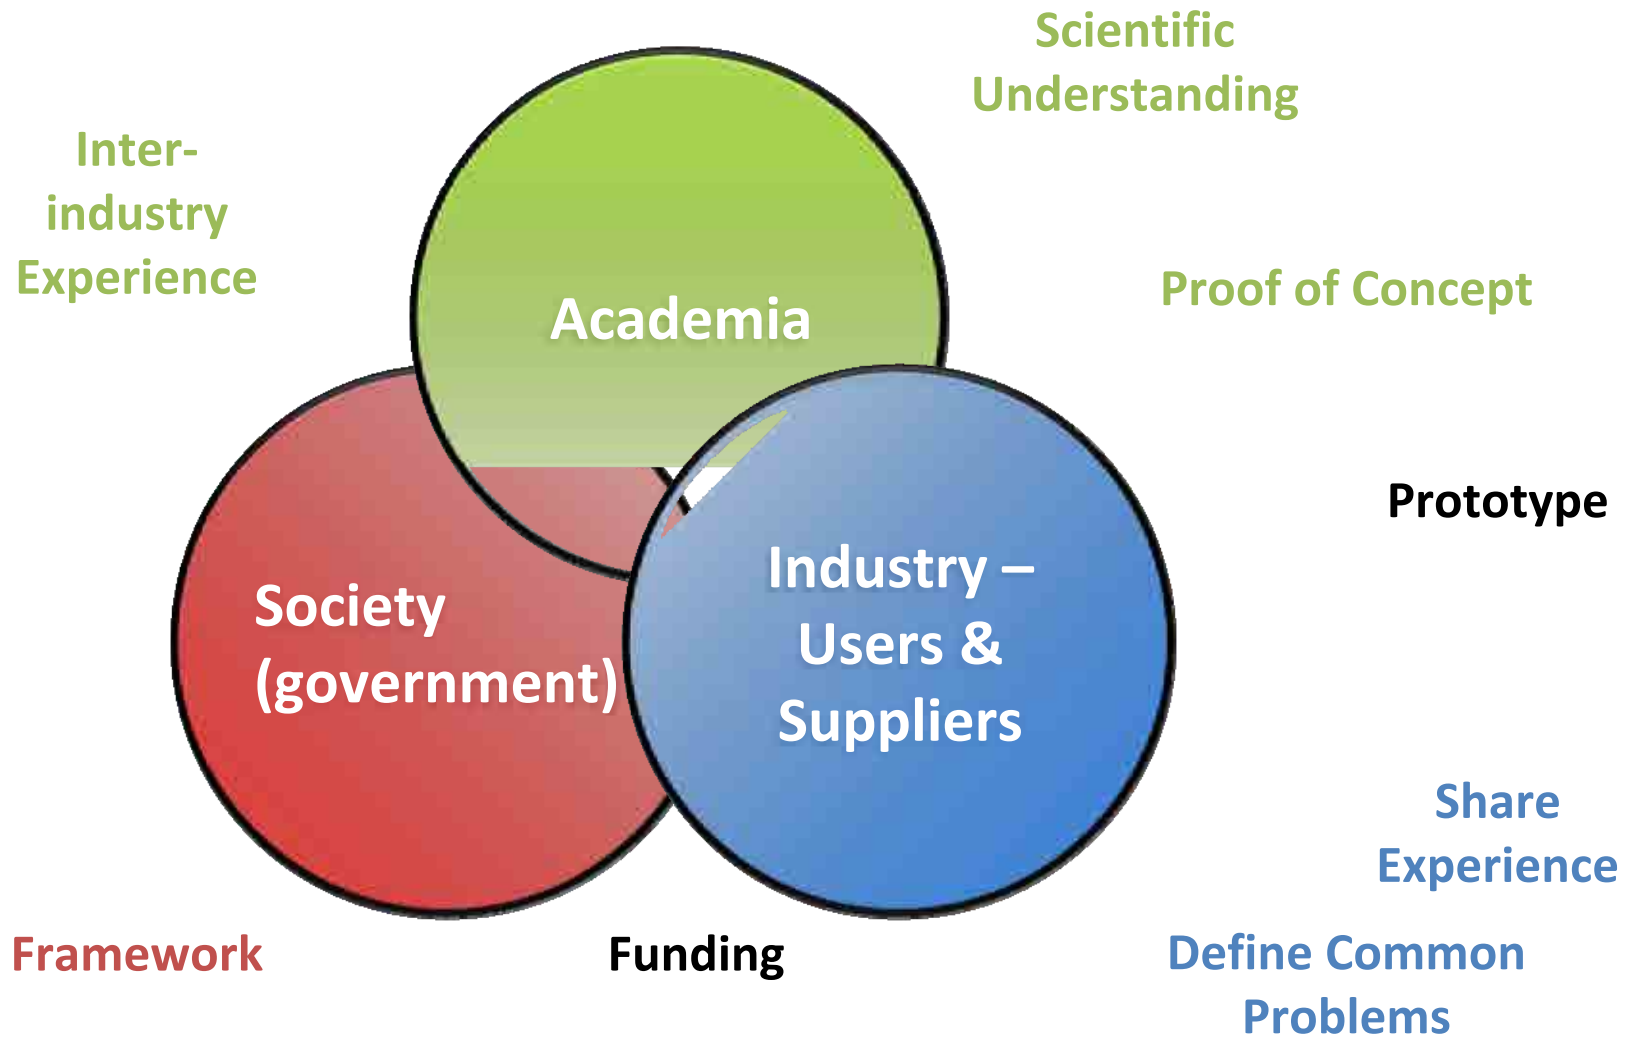 Scientific
Understanding
Inter-
industry
Experience
Proof of Concept
Academia
Prototype
Industry –
Users &
Suppliers
Society
(government)
Share
Experience
Framework
Funding
Define Common
Problems